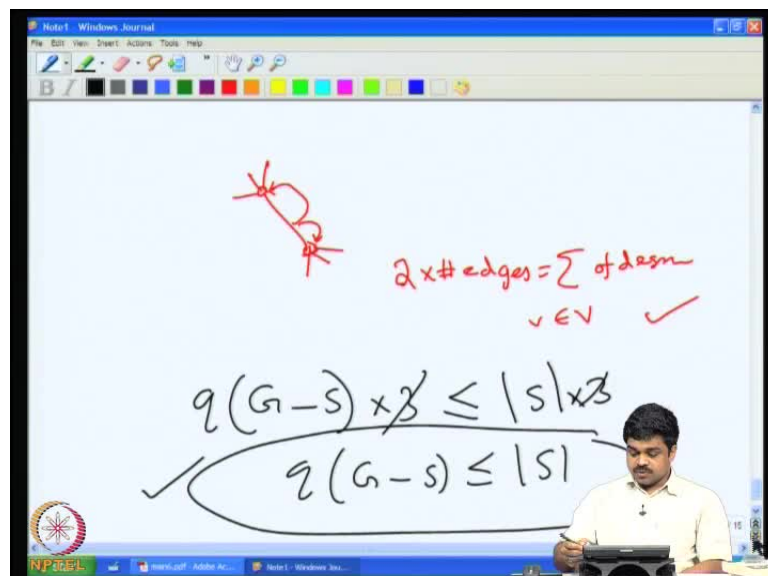 Note1 - Windows Journal
File Edit View Insert Actions Tools Help
B I
2 x # edges = Σ of
v ∈ V ✓
q(G-S) x 3 ≤ |S| x 3
✓ q(G-S) ≤ |S|
NPTEL
Note1 - Windows Jou...